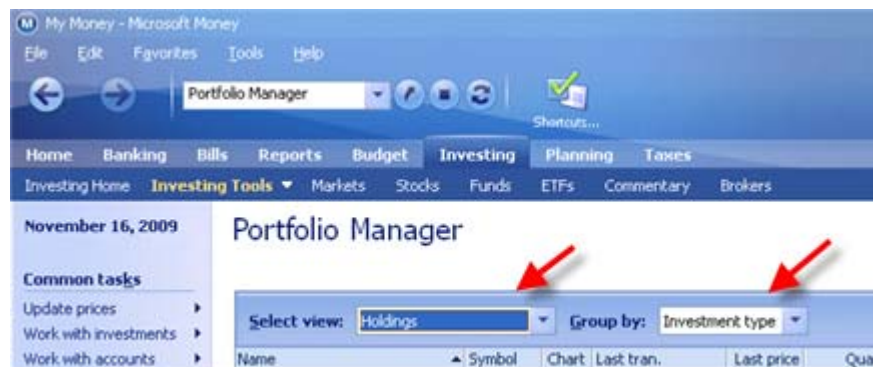 My Money - Microsoft Money
File Edit Favorites Tools Help
Portfolio Manager
Shortcuts...
Home Banking Bills Reports Budget Investing Planning Taxes
Investing Home Investing Tools Markets Stocks Funds ETFs Commentary Brokers
November 16, 2009
Portfolio Manager
Common tasks
Update prices
Select view: Holdings Group by: Investment type
Work with investments
Work with accounts
Name Symbol Chart Last tran. Last price Qua